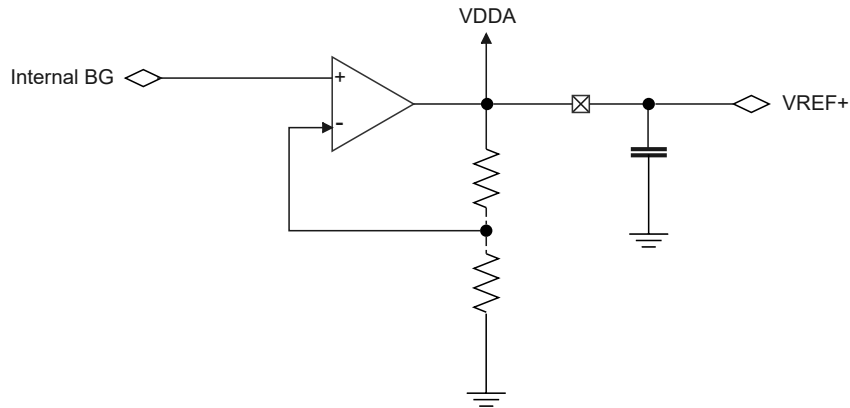 VDDA
Internal BG
+
-
VREF+